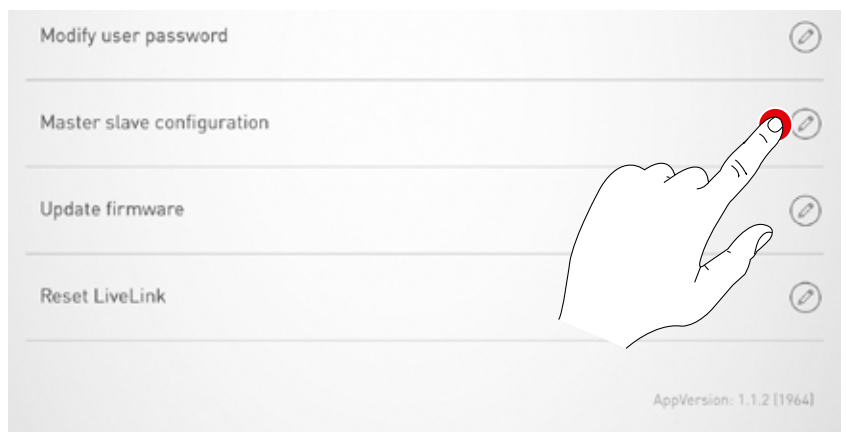 Modify user password
Master slave configuration
Update firmware
Reset LiveLink
AppVersion: 1.1.2 (1964)